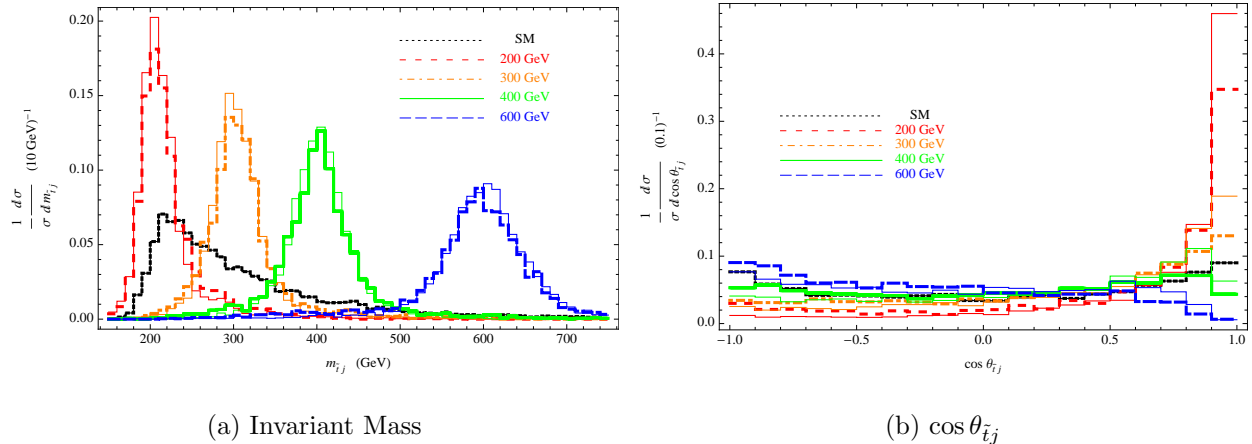 0.20
0.15
0.10
0.05
0.00
200
300
400
500
600
700
SM
200 GeV
300 GeV
400 GeV
600 GeV
1/σ dσ/d m_{t̄ j} (10 GeV)⁻¹
m_{t̄ j} (GeV)
0.4
0.3
0.2
0.1
0.0
-1.0
-0.5
0.0
0.5
1.0
SM
200 GeV
300 GeV
400 GeV
600 GeV
1/σ dσ/d cos θ_{t̄ j} (0.1)⁻¹
cos θ_{t̄ j}
(a) Invariant Mass
(b) cos θ_{t̃j}